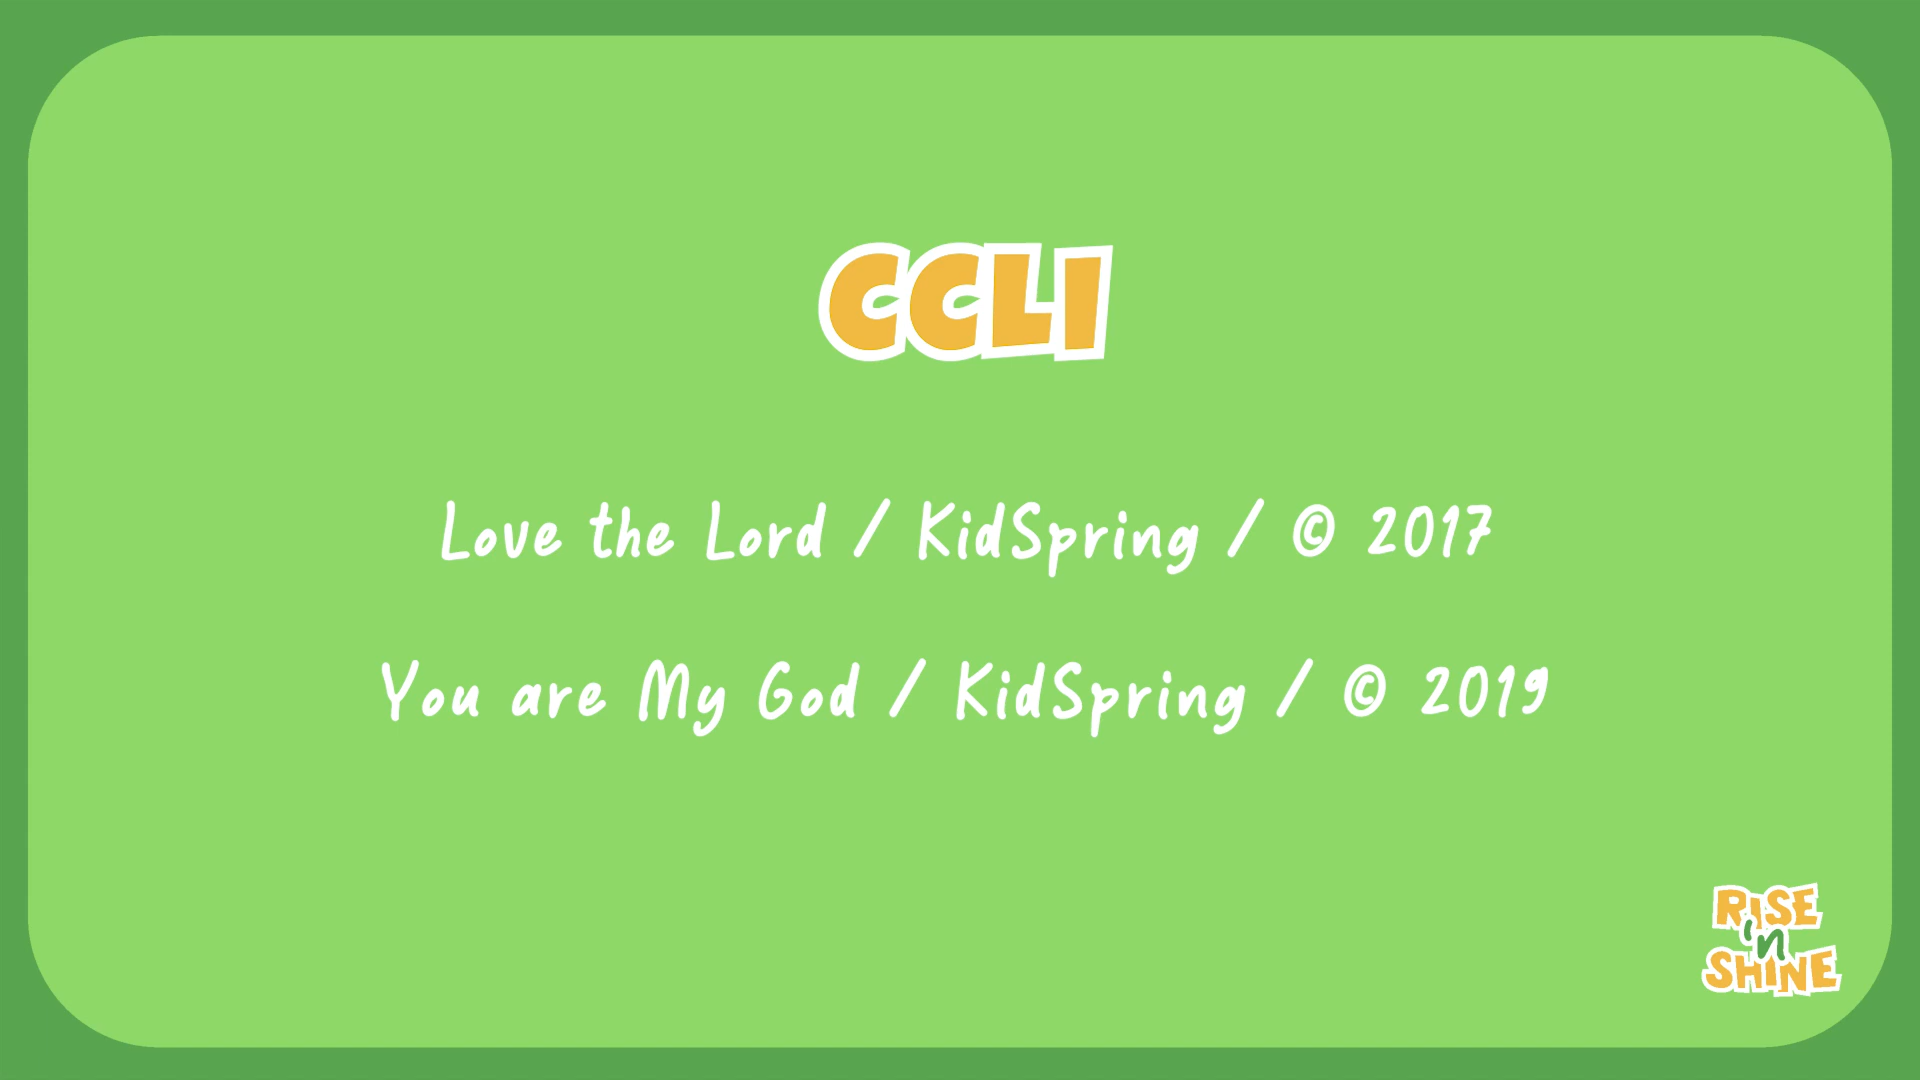 CCLI
Love the Lord / KidSpring / © 2017
You are My God / KidSpring / © 2019
RISE
'n
SHINE